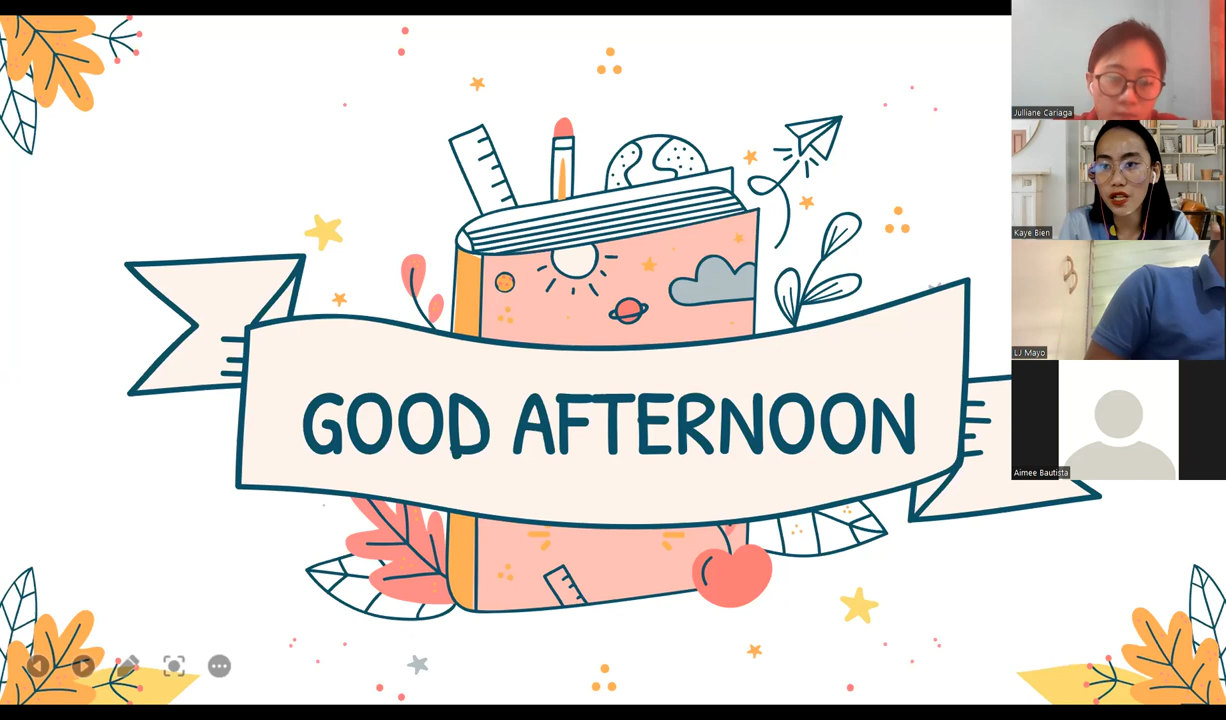 GOOD AFTERNOON
Julliane Cariaga
Kaye Bien
LJ Mayo
Aimee Bautista